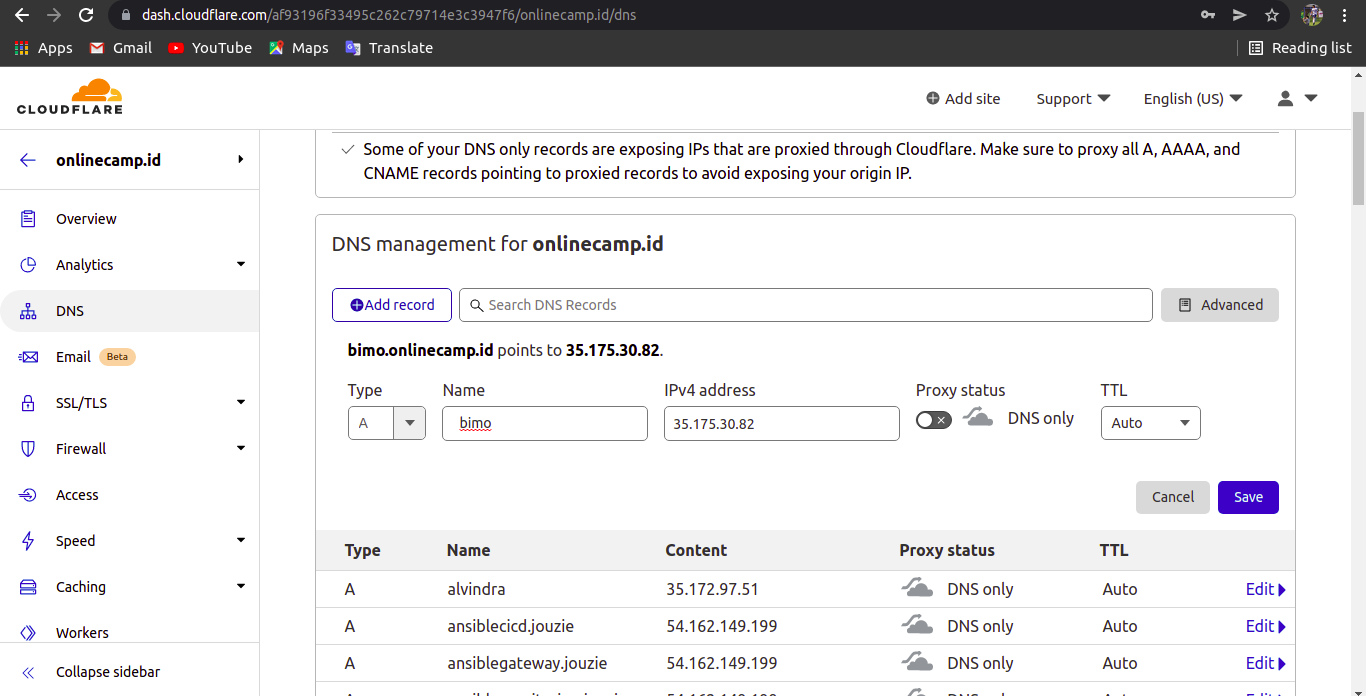 dash.cloudflare.com/af93196f33495c262c79714e3c3947f6/onlinecamp.id/dns
Apps Gmail YouTube Maps Translate Reading list
CLOUDFLARE
Add site Support English (US)
onlinecamp.id
Overview
Analytics
DNS
Email Beta
SSL/TLS
Firewall
Access
Speed
Caching
Workers
Collapse sidebar
Some of your DNS only records are exposing IPs that are proxied through Cloudflare. Make sure to proxy all A, AAAA, and
CNAME records pointing to proxied records to avoid exposing your origin IP.
DNS management for onlinecamp.id
Add record Search DNS Records Advanced
bimo.onlinecamp.id points to 35.175.30.82.
Type Name IPv4 address Proxy status TTL
A bimo 35.175.30.82 DNS only Auto
Cancel Save
Type Name Content Proxy status TTL
A alvindra 35.172.97.51 DNS only Auto Edit
A ansiblecicd.jouzie 54.162.149.199 DNS only Auto Edit
A ansiblegateway.jouzie 54.162.149.199 DNS only Auto Edit